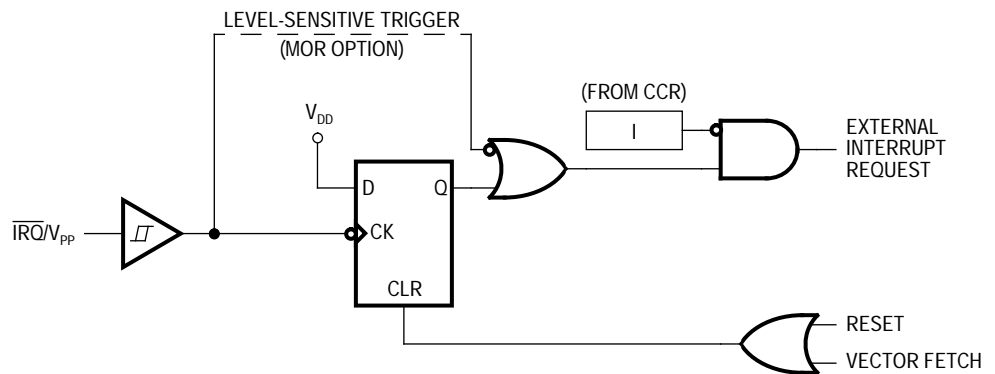 LEVEL-SENSITIVE TRIGGER
(MOR OPTION)
(FROM CCR)
V_DD
I
EXTERNAL
INTERRUPT
REQUEST
D
Q
IRQ/V_PP
CK
CLR
RESET
VECTOR FETCH